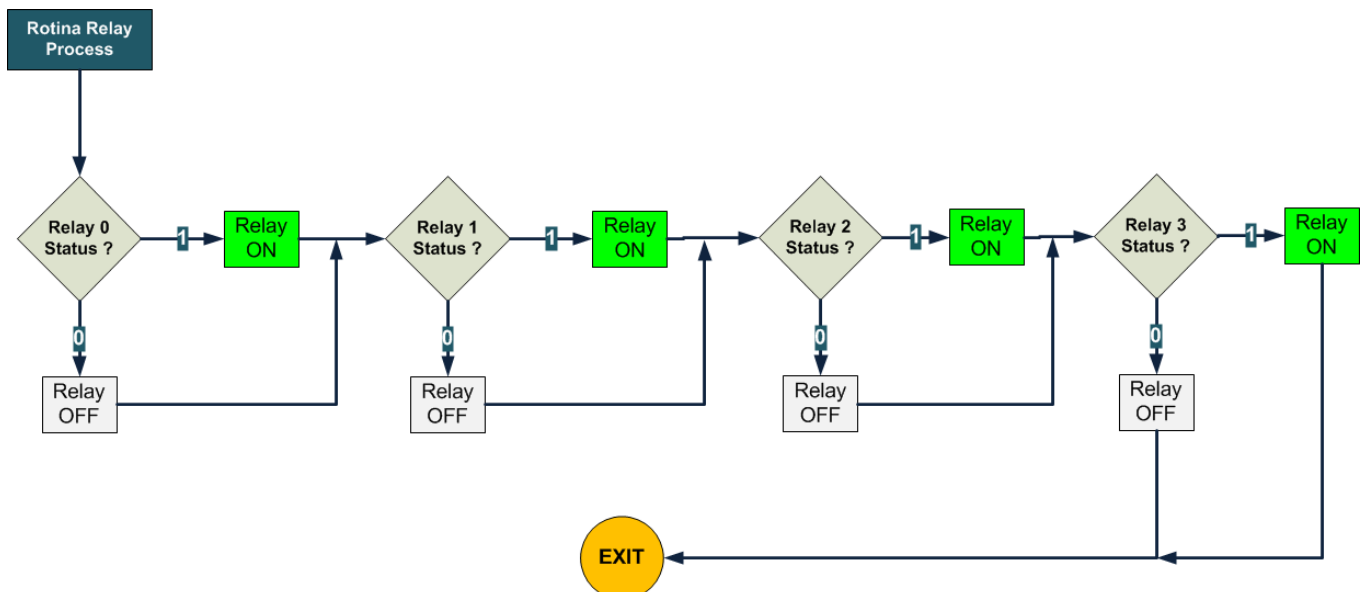 Rotina Relay
Process
Relay 0
Status ?
1
Relay
ON
0
Relay
OFF
Relay 1
Status ?
1
Relay
ON
0
Relay
OFF
Relay 2
Status ?
1
Relay
ON
0
Relay
OFF
Relay 3
Status ?
1
Relay
ON
0
Relay
OFF
EXIT